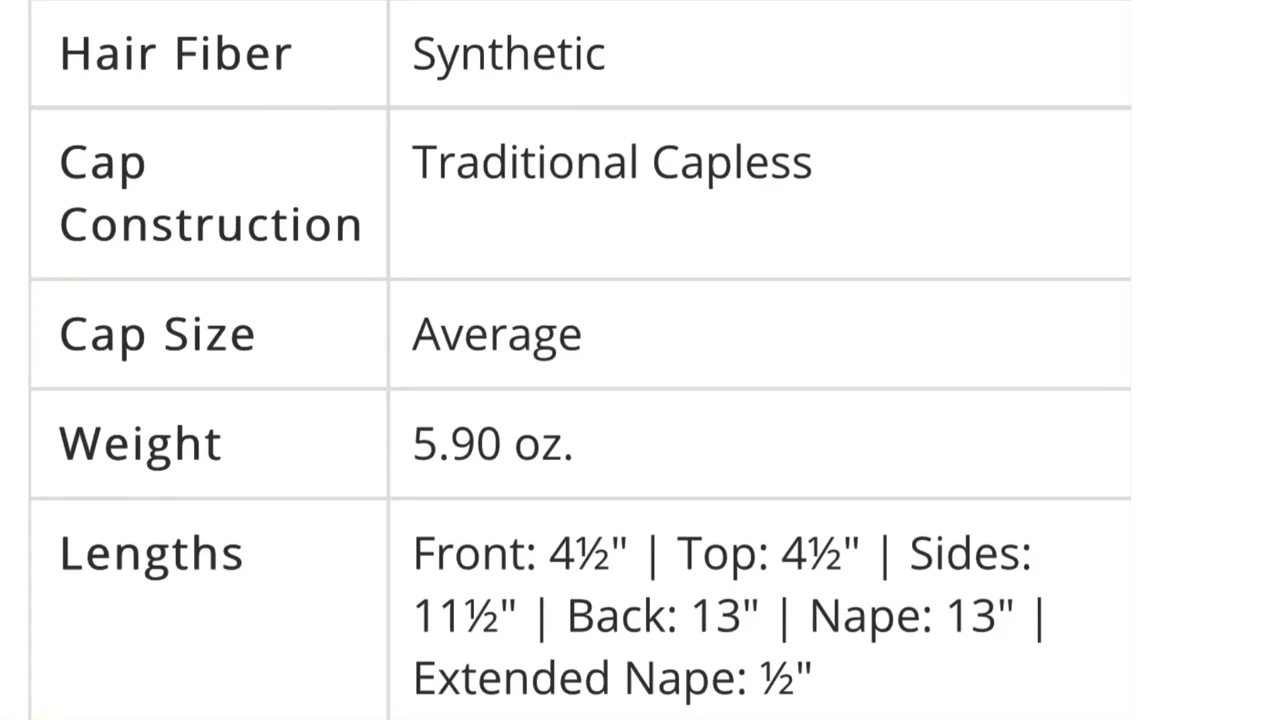 Hair Fiber
Synthetic
Cap
Construction
Traditional Capless
Cap Size
Average
Weight
5.90 oz.
Lengths
Front: 4½" | Top: 4½" | Sides:
11½" | Back: 13" | Nape: 13" |
Extended Nape: ½"